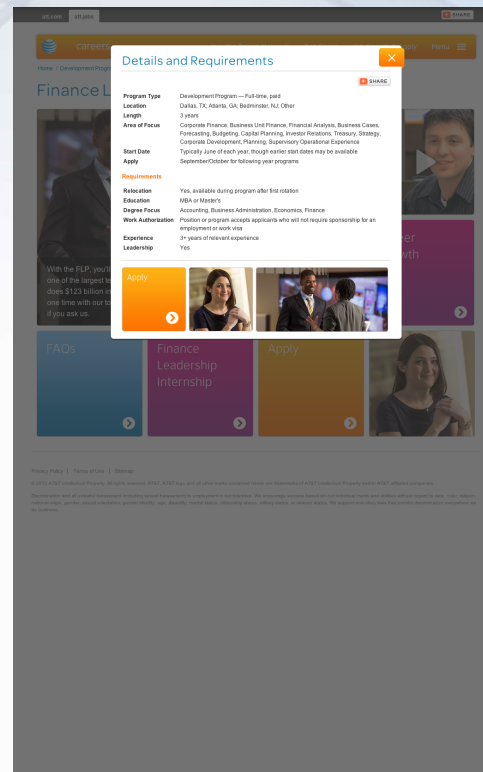 att.com att.jobs SHARE
careers Menu
Home / Development Progr
Details and Requirements
Finance L
SHARE
Program Type Development Program — Full-time, paid
Location Dallas, TX; Atlanta, GA; Bedminster, NJ; Other
Length 3 years
Area of Focus Corporate Finance, Business Unit Finance, Financial Analysis, Business Cases,
Forecasting, Budgeting, Capital Planning, Investor Relations, Treasury, Strategy,
Corporate Development, Planning, Supervisory Operational Experience
Start Date Typically June of each year, though earlier start dates may be available
Apply September/October for following year programs
Requirements
Relocation Yes, available during program after first rotation
Education MBA or Master's
Degree Focus Accounting, Business Administration, Economics, Finance
Work Authorization Position or program accepts applicants who will not require sponsorship for an
employment or work visa
Experience 3+ years of relevant experience
Leadership Yes
Apply
With the FLP, you'll
one of the largest te
does $123 billion in
one time with our to
if you ask us.
FAQs
Finance
Leadership
Internship
Apply
Privacy Policy | Terms of Use | Sitemap